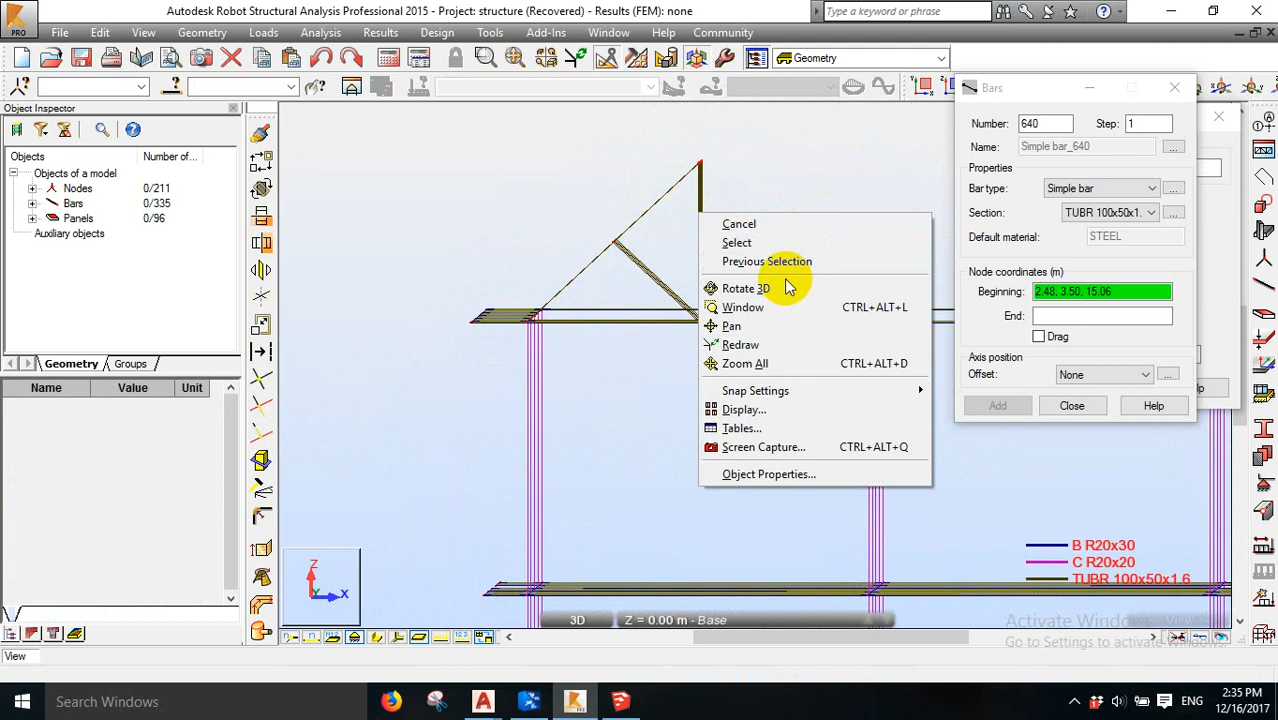 Autodesk Robot Structural Analysis Professional 2015 - Project: structure (Recovered) - Results (FEM): none
Type a keyword or phrase
PRO
File Edit View Geometry Loads Analysis Results Design Tools Add-Ins Window Help Community
Geometry
Object Inspector
Objects Number of...
Objects of a model
Nodes 0/211
Bars 0/335
Panels 0/96
Auxiliary objects
Geometry Groups
Name Value Unit
Cancel
Select
Previous Selection
Rotate 3D
Window CTRL+ALT+L
Pan
Redraw
Zoom All CTRL+ALT+D
Snap Settings
Display...
Tables...
Screen Capture... CTRL+ALT+Q
Object Properties...
Bars
Number: 640 Step: 1
Name: Simple bar_640 ...
Properties
Bar type: Simple bar ...
Section: TUBR 100x50x1. ...
Default material: STEEL
Node coordinates (m)
Beginning: 2.48, 3.50, 15.06
End:
Drag
Axis position
Offset: None ...
Add Close Help
B R20x30
C R20x20
TUBR 100x50x1.6
Z
Y X
3D Z = 0.00 m - Base
Activate Windows
Go to Settings to activate Windows.
View
Search Windows
ENG
2:35 PM
12/16/2017